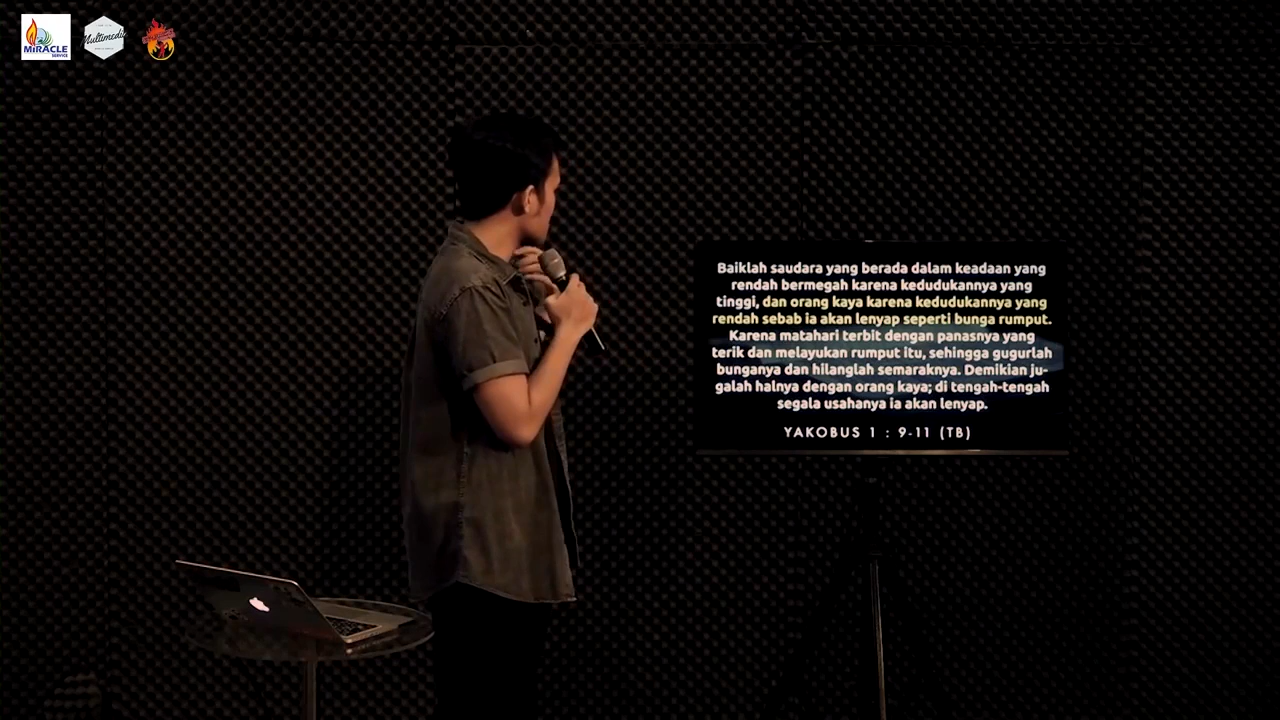 MiRACLE
SERVICE
Multimedia
Baiklah saudara yang berada dalam keadaan yang
rendah bermegah karena kedudukannya yang
tinggi, dan orang kaya karena kedudukannya yang
rendah sebab ia akan lenyap seperti bunga rumput.
Karena matahari terbit dengan panasnya yang
terik dan melayukan rumput itu, sehingga gugurlah
bunganya dan hilanglah semaraknya. Demikian ju-
galah halnya dengan orang kaya; di tengah-tengah
segala usahanya ia akan lenyap.
YAKOBUS 1 : 9-11 (TB)